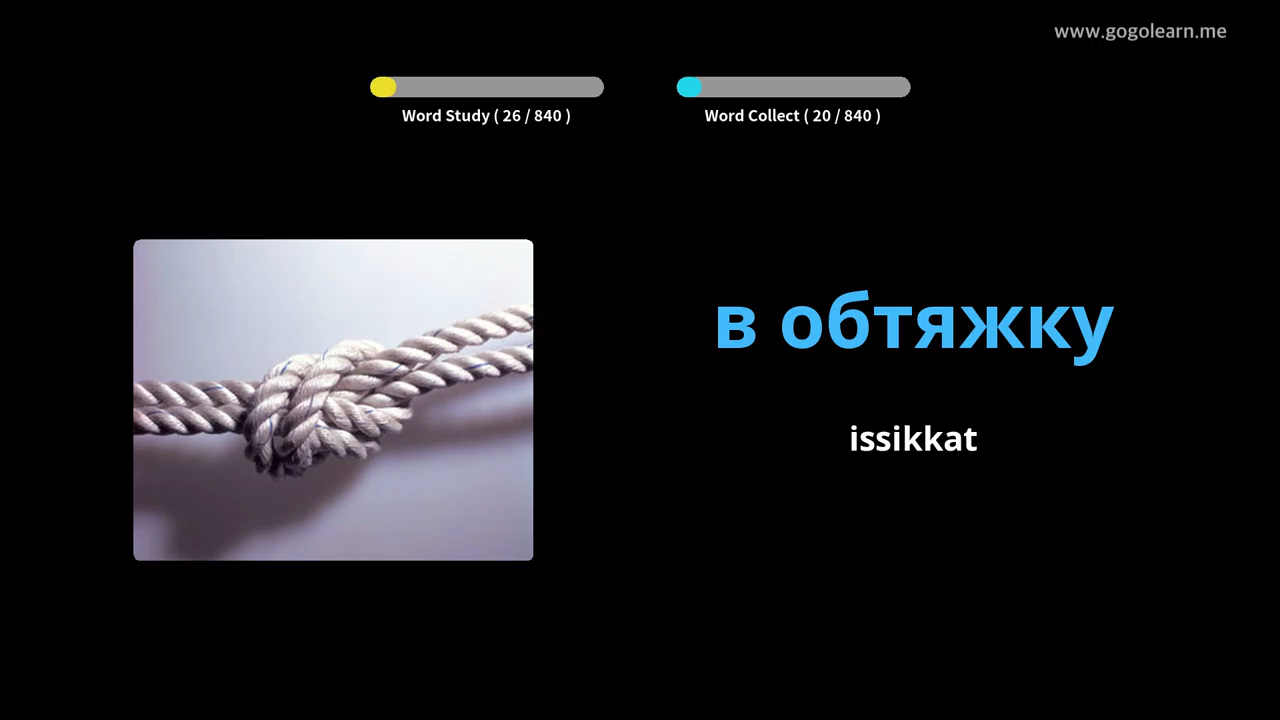 www.gogolearn.me
Word Study ( 26 / 840 )
Word Collect ( 20 / 840 )
в обтяжку
issikkat